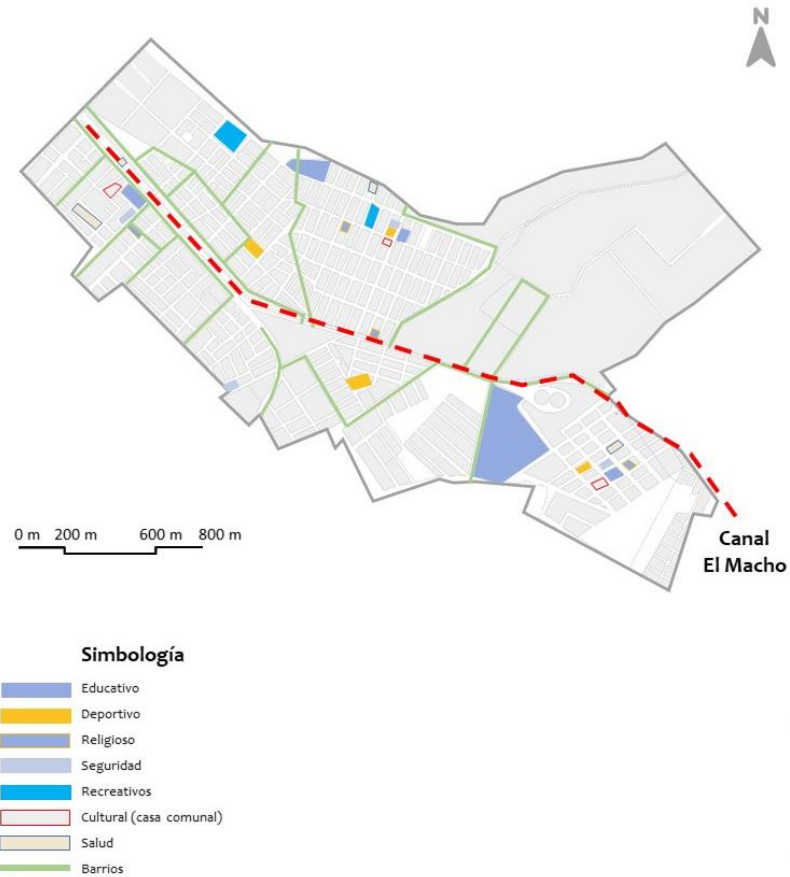 N
0 m 200 m 600 m 800 m
Canal
El Macho
Simbología
Educativo
Deportivo
Religioso
Seguridad
Recreativos
Cultural (casa comunal)
Salud
Barrios